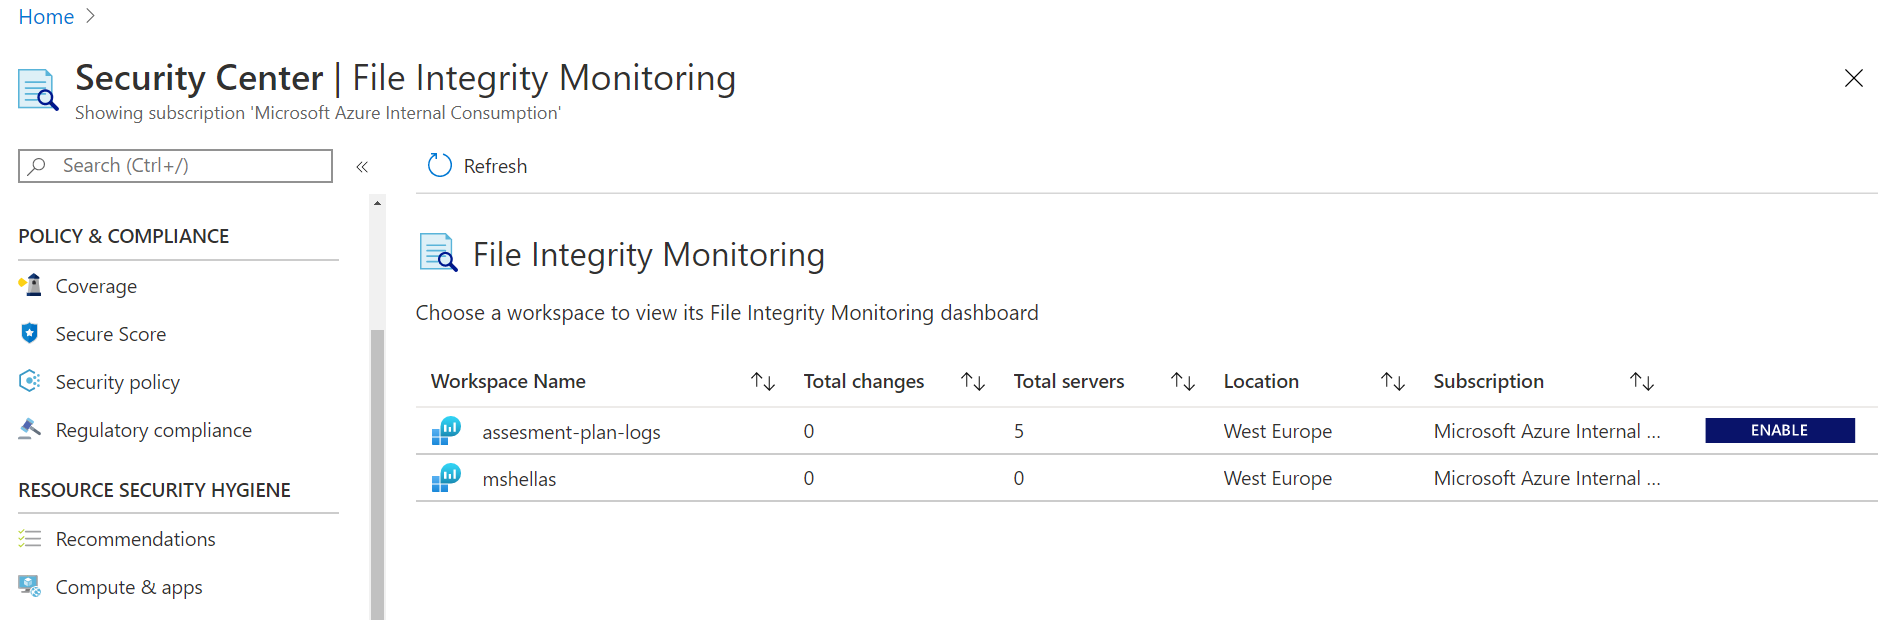 Home
Security Center | File Integrity Monitoring
Showing subscription 'Microsoft Azure Internal Consumption'
Search (Ctrl+/)
«
Refresh
POLICY & COMPLIANCE
Coverage
Secure Score
Security policy
Regulatory compliance
RESOURCE SECURITY HYGIENE
Recommendations
Compute & apps
File Integrity Monitoring
Choose a workspace to view its File Integrity Monitoring dashboard
Workspace Name Total changes Total servers Location Subscription
assesment-plan-logs 0 5 West Europe Microsoft Azure Internal ... ENABLE
mshellas 0 0 West Europe Microsoft Azure Internal ...